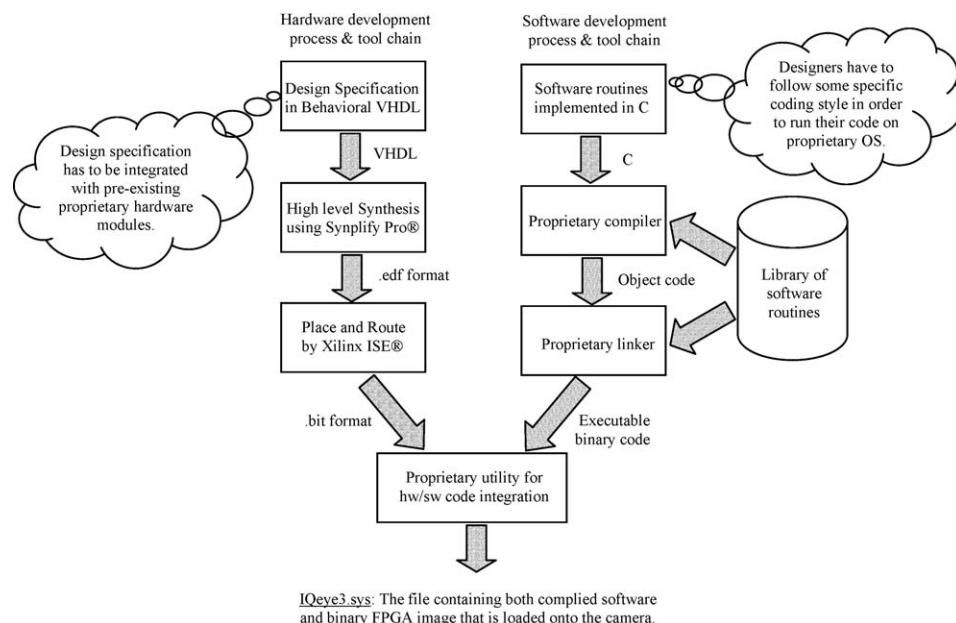 Hardware development
process & tool chain
Design Specification
in Behavioral VHDL
Design specification
has to be integrated
with pre-existing
proprietary hardware
modules.
VHDL
High level Synthesis
using Synplify Pro®
.edf format
Place and Route
by Xilinx ISE®
.bit format
Software development
process & tool chain
Software routines
implemented in C
Designers have to
follow some specific
coding style in order
to run their code on
proprietary OS.
C
Proprietary compiler
Object code
Library of
software
routines
Proprietary linker
Executable
binary code
Proprietary utility for
hw/sw code integration
IQeye3.sys: The file containing both complied software
and binary FPGA image that is loaded onto the camera.